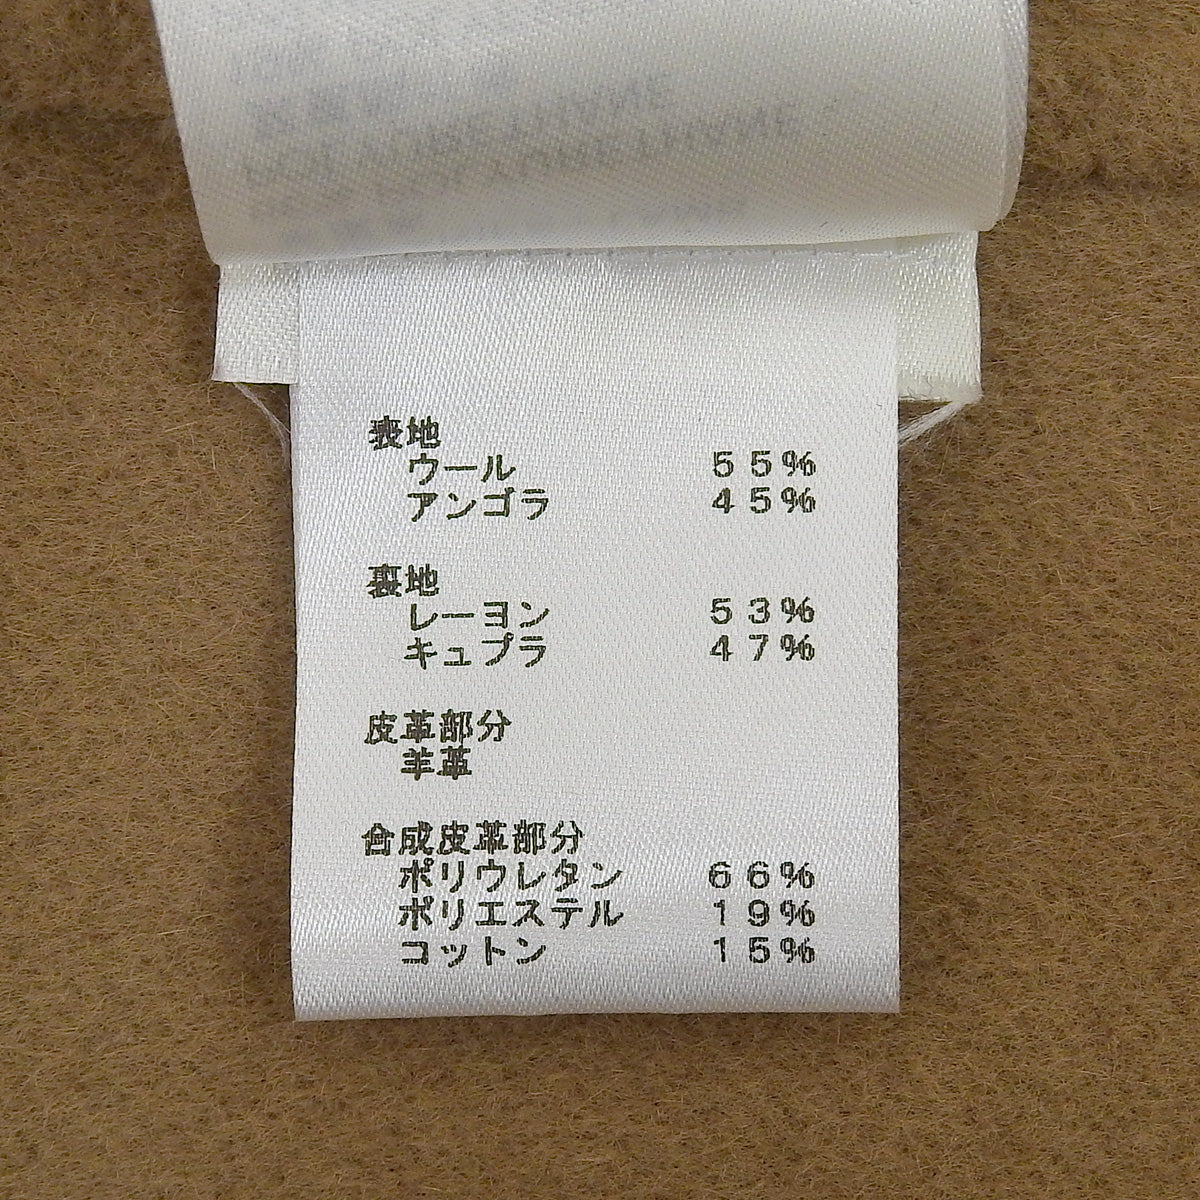 表地
ウール 55%
アンゴラ 45%
裏地
レーヨン 53%
キュプラ 47%
皮革部分
羊革
合成皮革部分
ポリウレタン 66%
ポリエステル 19%
コットン 15%